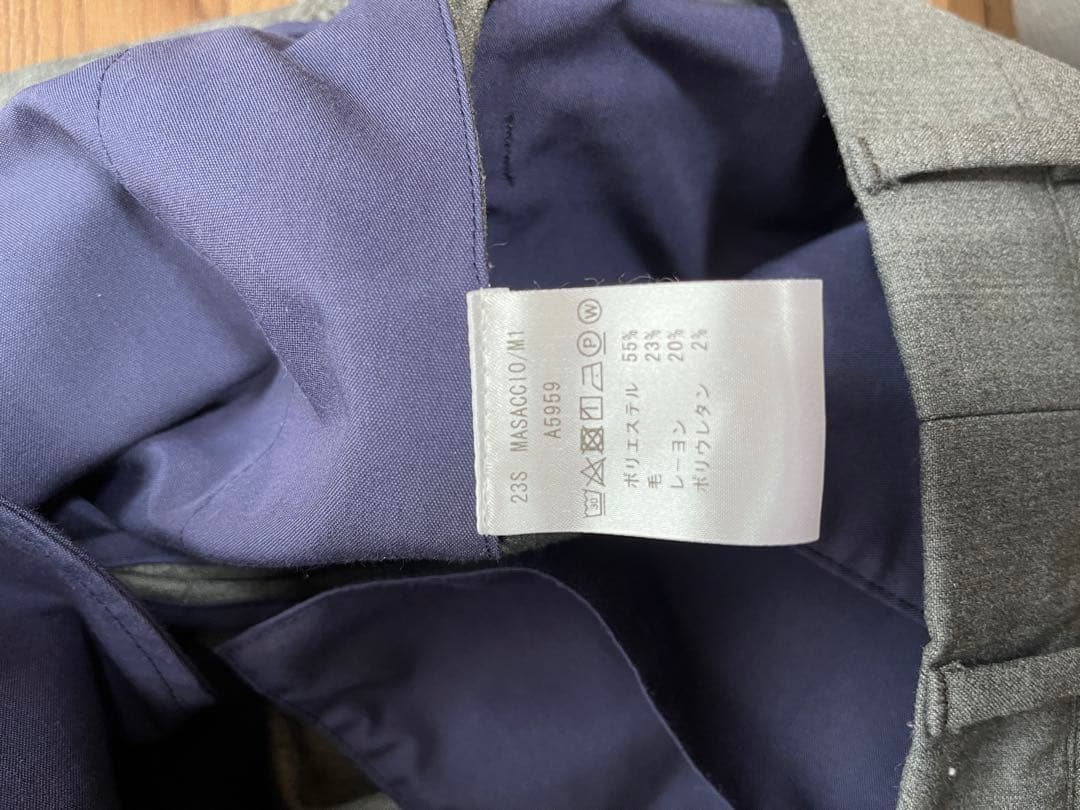 23S MASACCIO/M1
A5959
30 P W
ポリエステル 55%
毛 23%
レーヨン 20%
ポリウレタン 2%